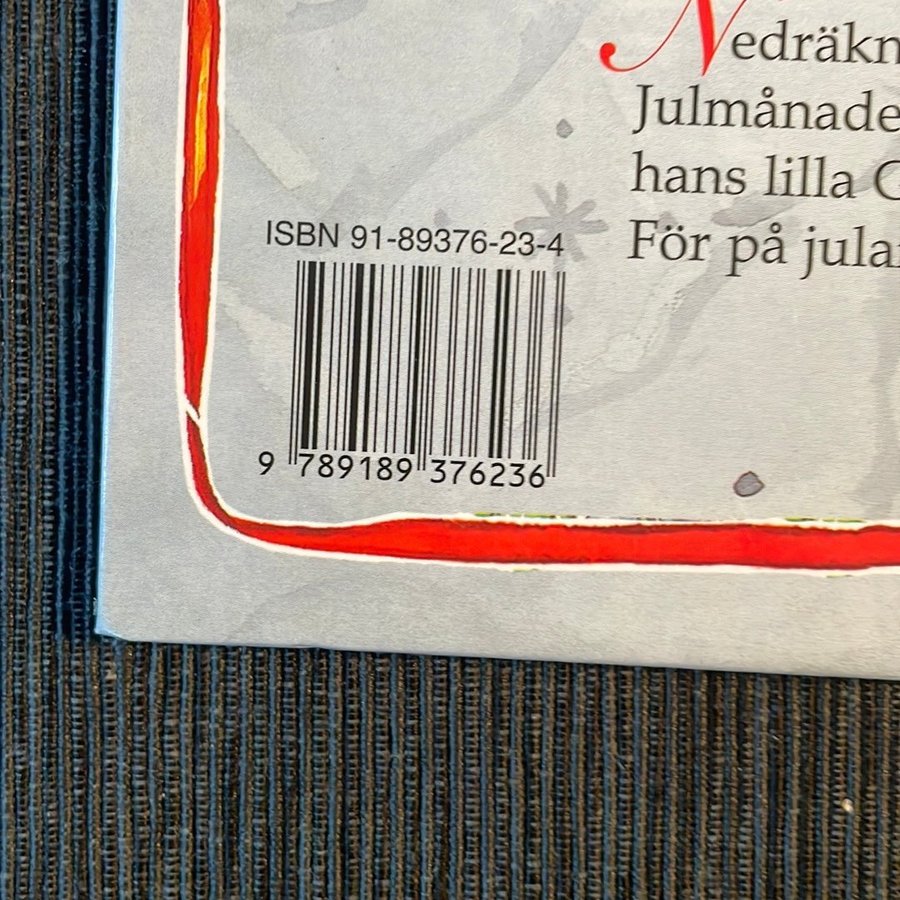 Nedräkn
Julmånade
hans lilla G
För på jula
ISBN 91-89376-23-4
9 789189 376236